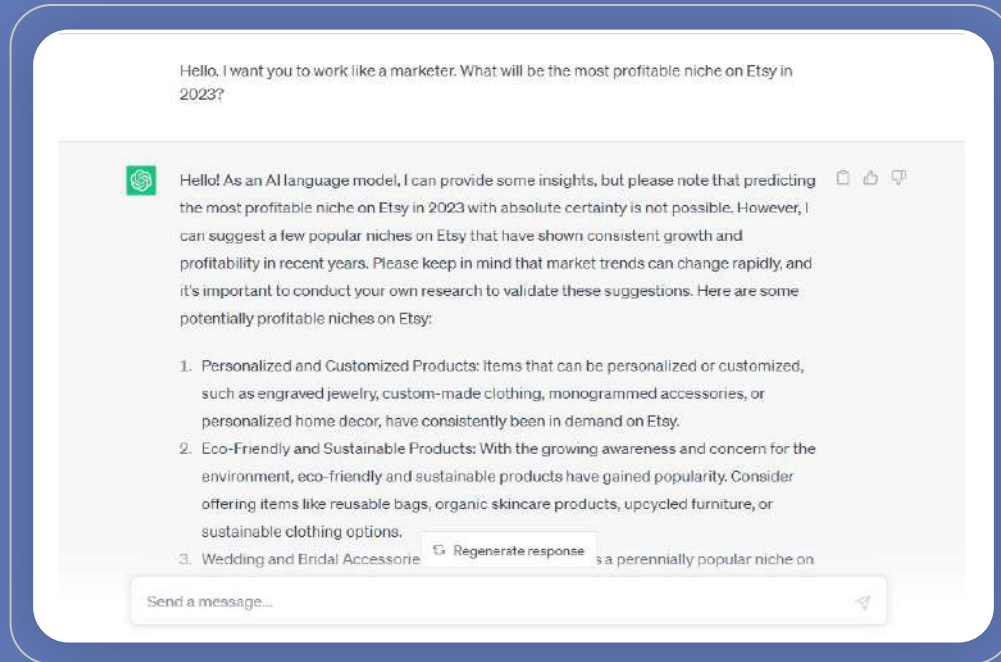 Hello. I want you to work like a marketer. What will be the most profitable niche on Etsy in
2023?
Hello! As an AI language model, I can provide some insights, but please note that predicting
the most profitable niche on Etsy in 2023 with absolute certainty is not possible. However, I
can suggest a few popular niches on Etsy that have shown consistent growth and
profitability in recent years. Please keep in mind that market trends can change rapidly, and
it's important to conduct your own research to validate these suggestions. Here are some
potentially profitable niches on Etsy:
1. Personalized and Customized Products: Items that can be personalized or customized,
such as engraved jewelry, custom-made clothing, monogrammed accessories, or
personalized home decor, have consistently been in demand on Etsy.
2. Eco-Friendly and Sustainable Products: With the growing awareness and concern for the
environment, eco-friendly and sustainable products have gained popularity. Consider
offering items like reusable bags, organic skincare products, upcycled furniture, or
sustainable clothing options.
3. Wedding and Bridal Accessorie Regenerate response s a perennially popular niche on
Send a message...